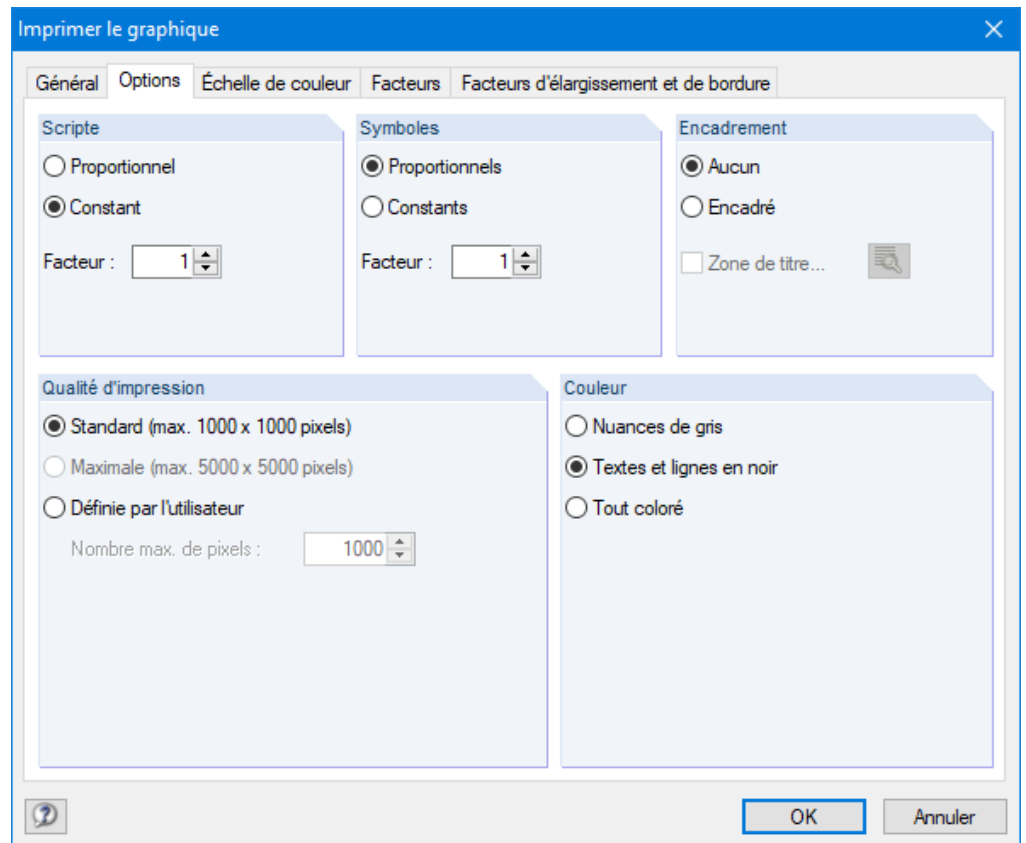 Imprimer le graphique
Général Options Échelle de couleur Facteurs Facteurs d'élargissement et de bordure
Scripte
Proportionnel
Constant
Facteur : 1
Symboles
Proportionnels
Constants
Facteur : 1
Encadrement
Aucun
Encadré
Zone de titre...
Qualité d'impression
Standard (max. 1000 x 1000 pixels)
Maximale (max. 5000 x 5000 pixels)
Définie par l'utilisateur
Nombre max. de pixels : 1000
Couleur
Nuances de gris
Textes et lignes en noir
Tout coloré
OK Annuler